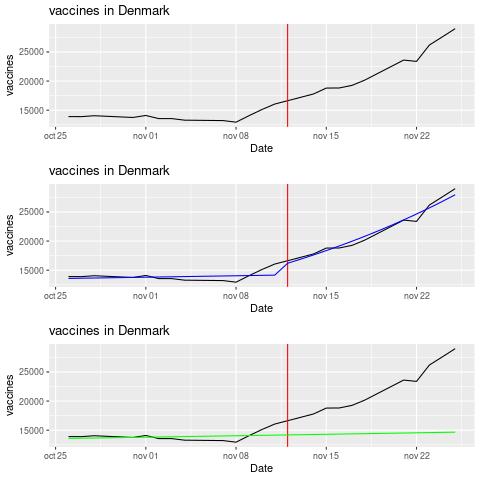 vaccines in Denmark
vaccines
25000
20000
15000
oct 25
nov 01
nov 08
nov 15
nov 22
Date
vaccines in Denmark
vaccines
25000
20000
15000
oct 25
nov 01
nov 08
nov 15
nov 22
Date
vaccines in Denmark
vaccines
25000
20000
15000
oct 25
nov 01
nov 08
nov 15
nov 22
Date